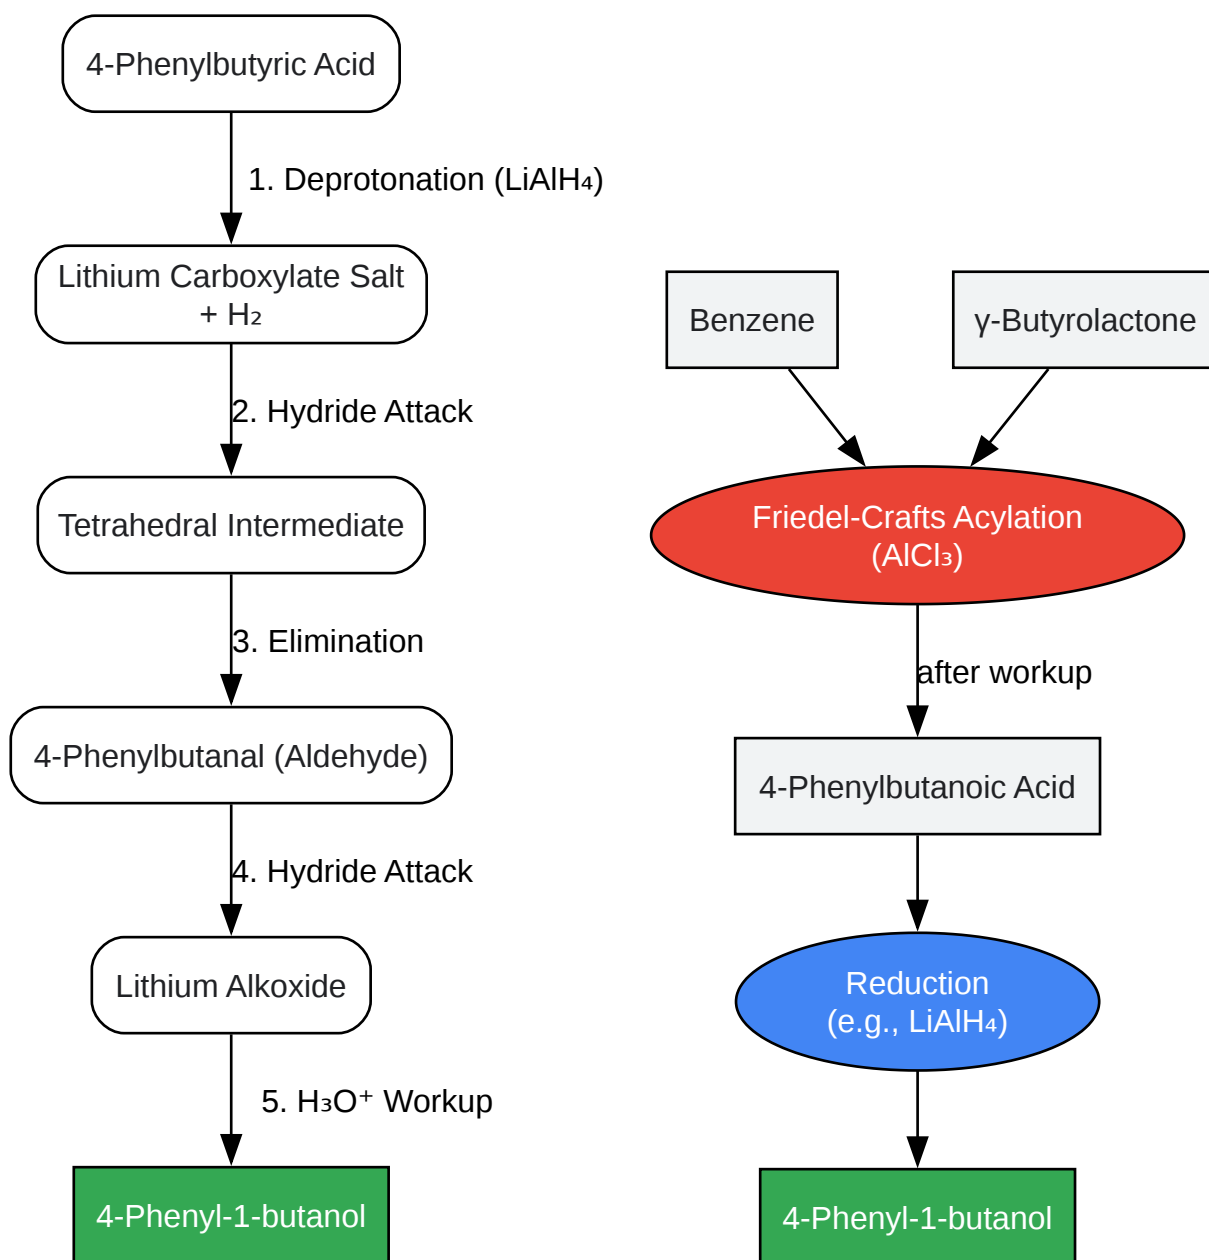 4-Phenylbutyric Acid
1. Deprotonation (LiAlH₄)
Lithium Carboxylate Salt
+ H₂
2. Hydride Attack
Tetrahedral Intermediate
3. Elimination
4-Phenylbutanal (Aldehyde)
4. Hydride Attack
Lithium Alkoxide
5. H₃O⁺ Workup
4-Phenyl-1-butanol
Benzene
γ-Butyrolactone
Friedel-Crafts Acylation
(AlCl₃)
after workup
4-Phenylbutanoic Acid
Reduction
(e.g., LiAlH₄)
4-Phenyl-1-butanol